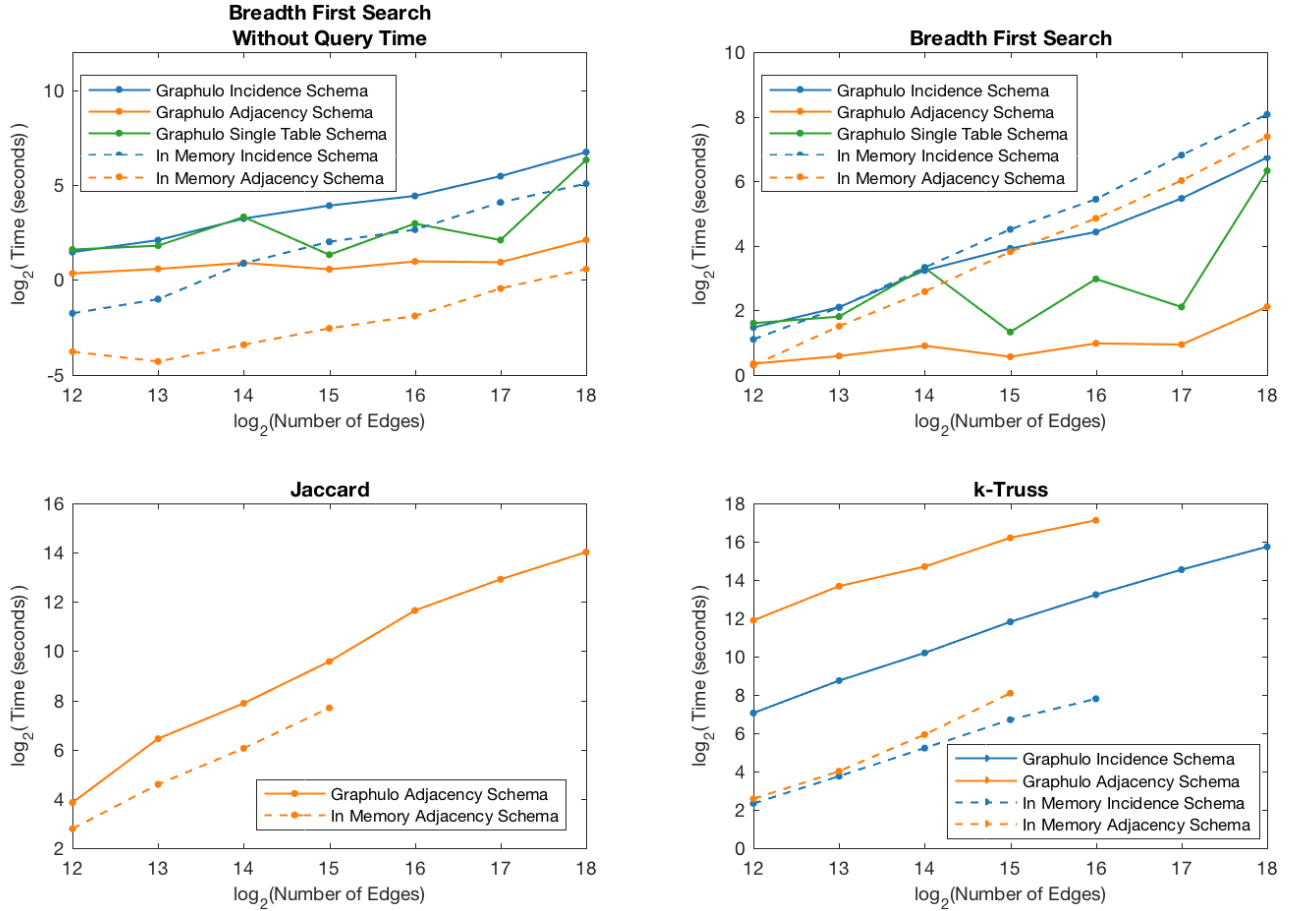 Breadth First Search
Without Query Time
log2( Time (seconds) )
10
5
0
-5
Graphulo Incidence Schema
Graphulo Adjacency Schema
Graphulo Single Table Schema
In Memory Incidence Schema
In Memory Adjacency Schema
12 13 14 15 16 17 18
log2(Number of Edges)
Breadth First Search
log2( Time (seconds) )
10
8
6
4
2
0
Graphulo Incidence Schema
Graphulo Adjacency Schema
Graphulo Single Table Schema
In Memory Incidence Schema
In Memory Adjacency Schema
12 13 14 15 16 17 18
log2(Number of Edges)
Jaccard
log2( Time (seconds) )
16
14
12
10
8
6
4
2
Graphulo Adjacency Schema
In Memory Adjacency Schema
12 13 14 15 16 17 18
log2(Number of Edges)
k-Truss
log2( Time (seconds) )
18
16
14
12
10
8
6
4
2
0
Graphulo Incidence Schema
Graphulo Adjacency Schema
In Memory Incidence Schema
In Memory Adjacency Schema
12 13 14 15 16 17 18
log2(Number of Edges)